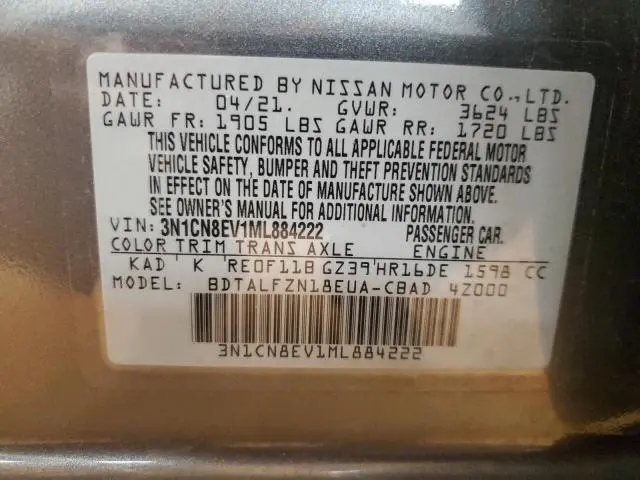 MANUFACTURED BY NISSAN MOTOR CO., LTD.
DATE: 04/21. GVWR: 3624 LBS
GAWR FR: 1905 LBS GAWR RR: 1720 LBS
THIS VEHICLE CONFORMS TO ALL APPLICABLE FEDERAL MOTOR
VEHICLE SAFETY, BUMPER AND THEFT PREVENTION STANDARDS
IN EFFECT ON THE DATE OF MANUFACTURE SHOWN ABOVE.
SEE OWNER'S MANUAL FOR ADDITIONAL INFORMATION.
VIN: 3N1CN8EV1ML884222 PASSENGER CAR.
COLOR TRIM TRANS AXLE ENGINE
KAD K RE0F11B GZ39 HR16DE 1598 CC
MODEL: BDTALFZN18EUA-CBAD 4Z000
3N1CN8EV1ML884222